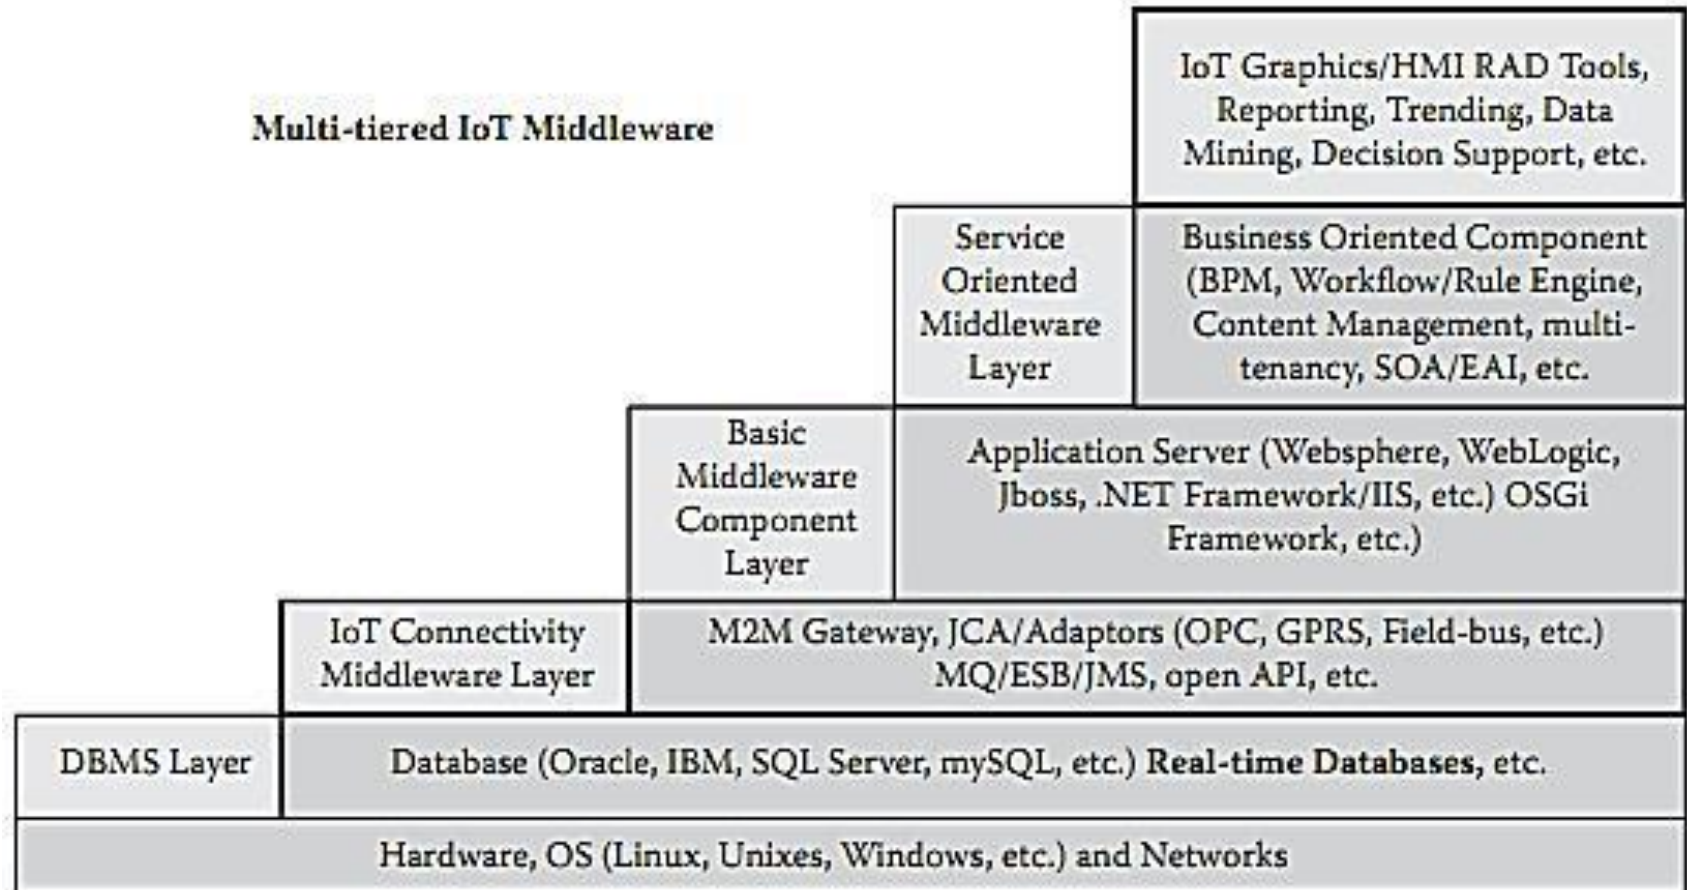 Multi-tiered IoT Middleware
IoT Graphics/HMI RAD Tools,
Reporting, Trending, Data
Mining, Decision Support, etc.
Service
Oriented
Middleware
Layer
Business Oriented Component
(BPM, Workflow/Rule Engine,
Content Management, multi-
tenancy, SOA/EAI, etc.
Basic
Middleware
Component
Layer
Application Server (Websphere, WebLogic,
Jboss, .NET Framework/IIS, etc.) OSGi
Framework, etc.)
IoT Connectivity
Middleware Layer
M2M Gateway, JCA/Adaptors (OPC, GPRS, Field-bus, etc.)
MQ/ESB/JMS, open API, etc.
DBMS Layer
Database (Oracle, IBM, SQL Server, mySQL, etc.) Real-time Databases, etc.
Hardware, OS (Linux, Unixes, Windows, etc.) and Networks